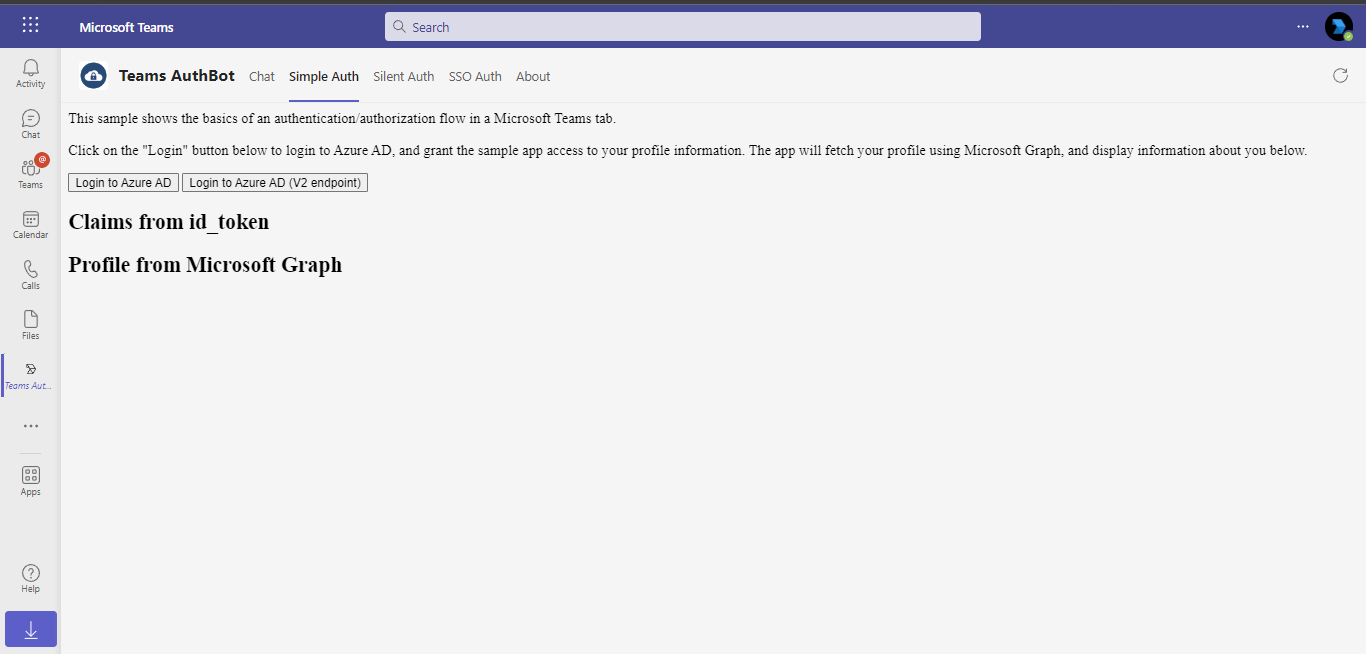 Microsoft Teams
Search
Activity
Chat
Teams
Calendar
Calls
Files
Teams Aut...
Apps
Help
Teams AuthBot Chat Simple Auth Silent Auth SSO Auth About
This sample shows the basics of an authentication/authorization flow in a Microsoft Teams tab.
Click on the "Login" button below to login to Azure AD, and grant the sample app access to your profile information. The app will fetch your profile using Microsoft Graph, and display information about you below.
Login to Azure AD Login to Azure AD (V2 endpoint)
Claims from id_token
Profile from Microsoft Graph